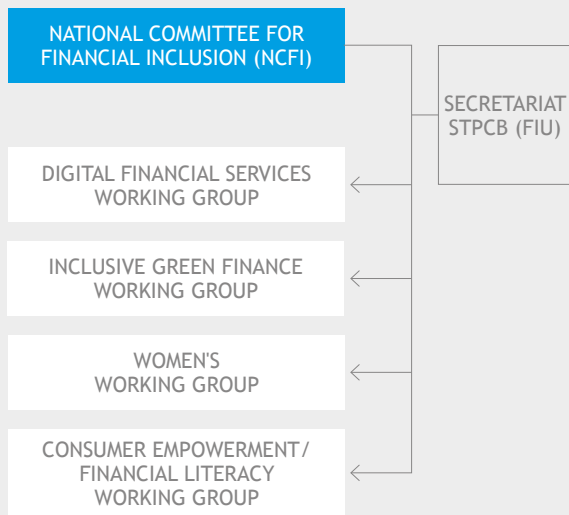 NATIONAL COMMITTEE FOR
FINANCIAL INCLUSION (NCFI)
SECRETARIAT
STPCB (FIU)
DIGITAL FINANCIAL SERVICES
WORKING GROUP
INCLUSIVE GREEN FINANCE
WORKING GROUP
WOMEN'S
WORKING GROUP
CONSUMER EMPOWERMENT/
FINANCIAL LITERACY
WORKING GROUP